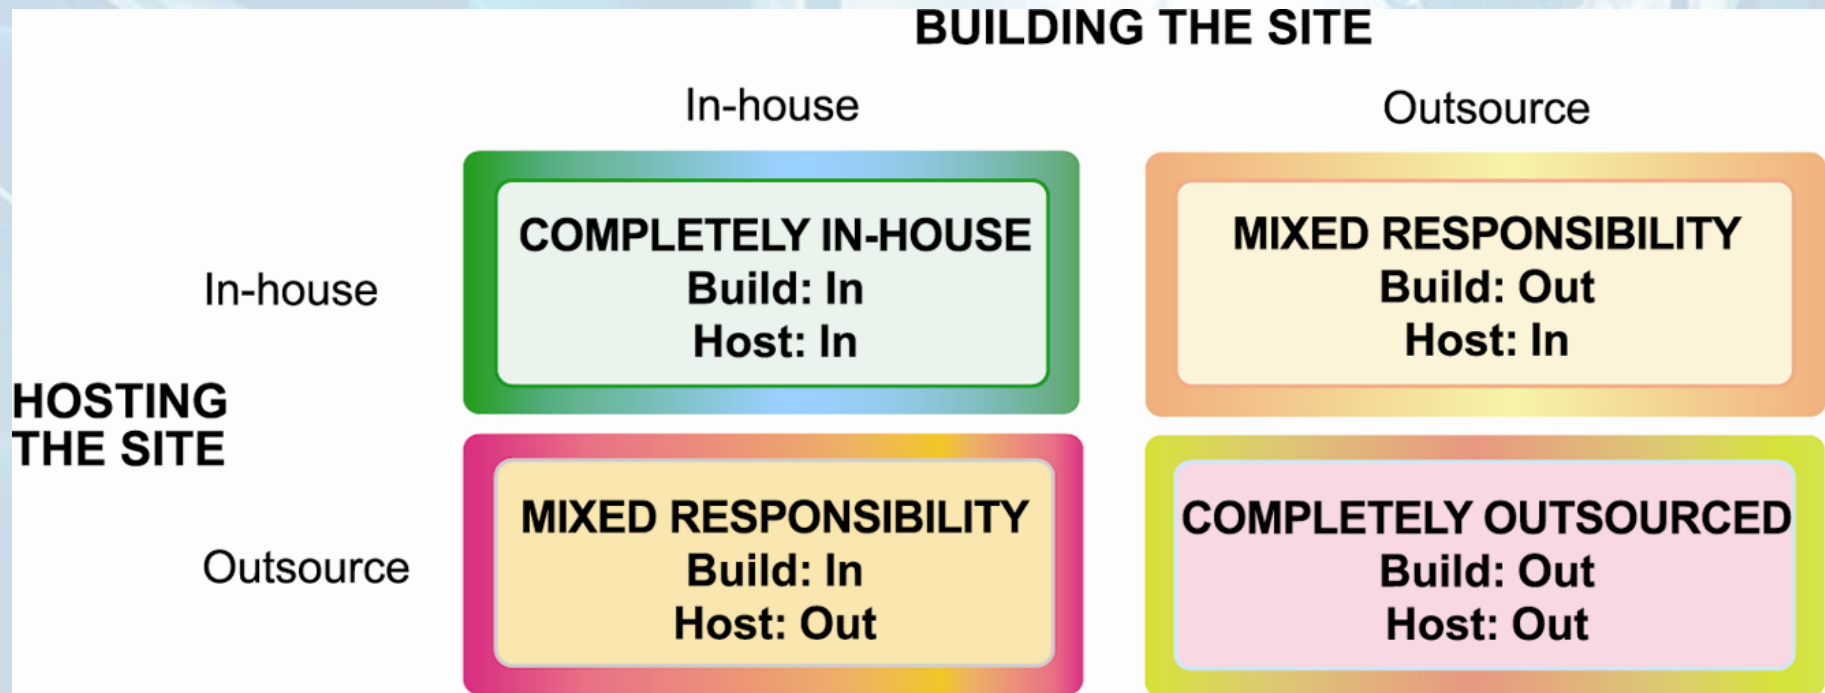 BUILDING THE SITE
In-house
Outsource
In-house
COMPLETELY IN-HOUSE
Build: In
Host: In
MIXED RESPONSIBILITY
Build: Out
Host: In
HOSTING
THE SITE
Outsource
MIXED RESPONSIBILITY
Build: In
Host: Out
COMPLETELY OUTSOURCED
Build: Out
Host: Out